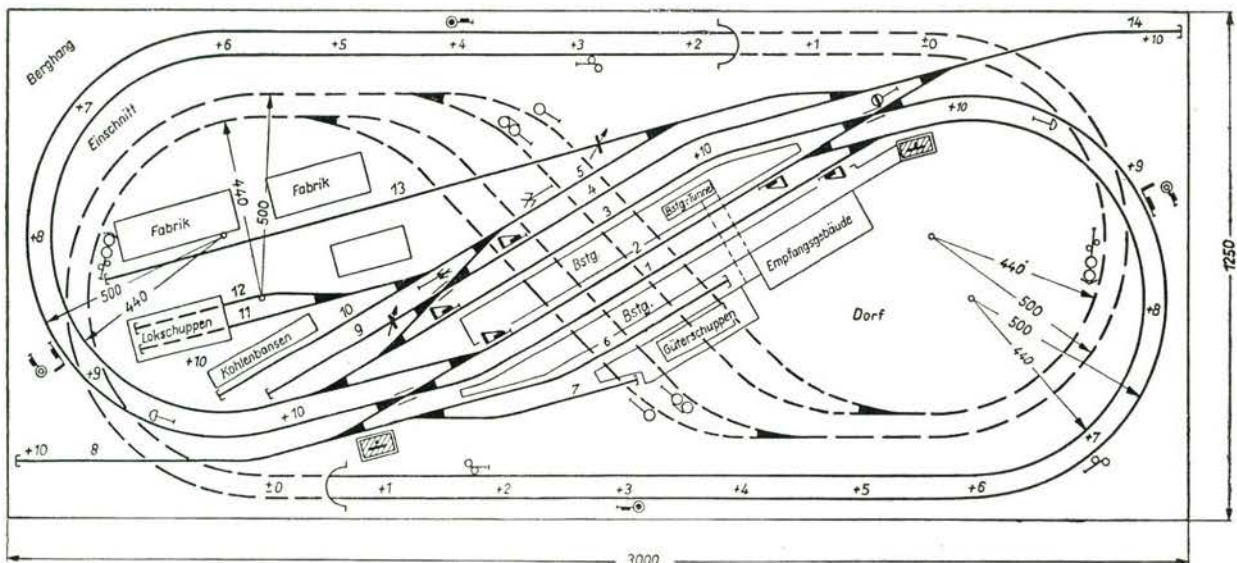 +6 +5 +4 +3 +2 +1 ±0 14 +10
Berghang
+7
Einschnitt
+10
+9
Fabrik
440
500
13
5
4
+10
3
Bstg.-Tunnel
Fabrik
+8
2
Bstg.
1
Empfangsgebäude
440
500
500
440
+8
500
440
12
11
Lokschuppen
10
9
Bstg.
6
Güterschuppen
Dorf
+10
Kohlenbansen
+9
7
+10
+7
+10 8
±0 +1 +2 +3 +4 +5 +6
1250
3000